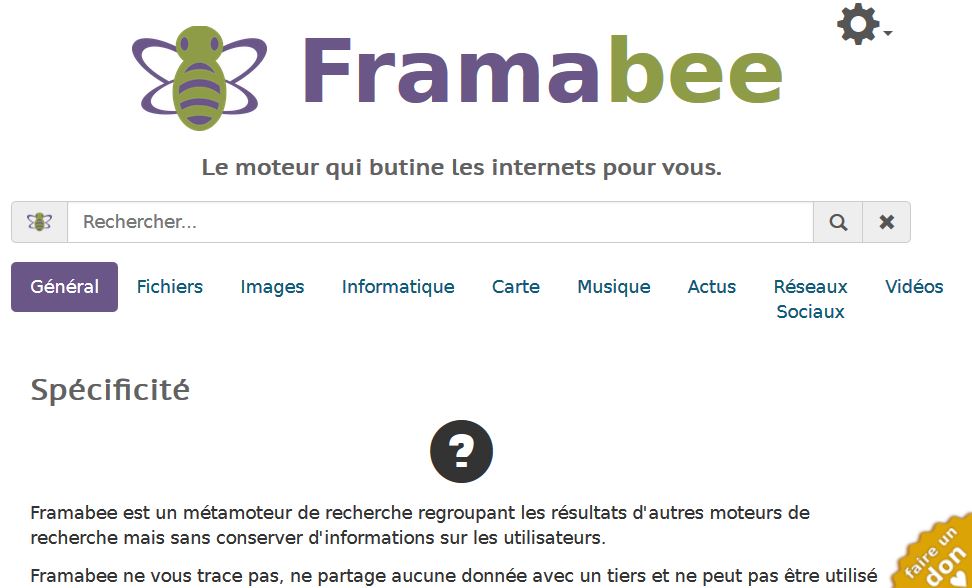 Framabee
Le moteur qui butine les internets pour vous.
Rechercher...
Général Fichiers Images Informatique Carte Musique Actus Réseaux Sociaux Vidéos
Spécificité
?
Framabee est un métamoteur de recherche regroupant les résultats d'autres moteurs de
recherche mais sans conserver d'informations sur les utilisateurs.
Framabee ne vous trace pas, ne partage aucune donnée avec un tiers et ne peut pas être utilisé
faire un
don